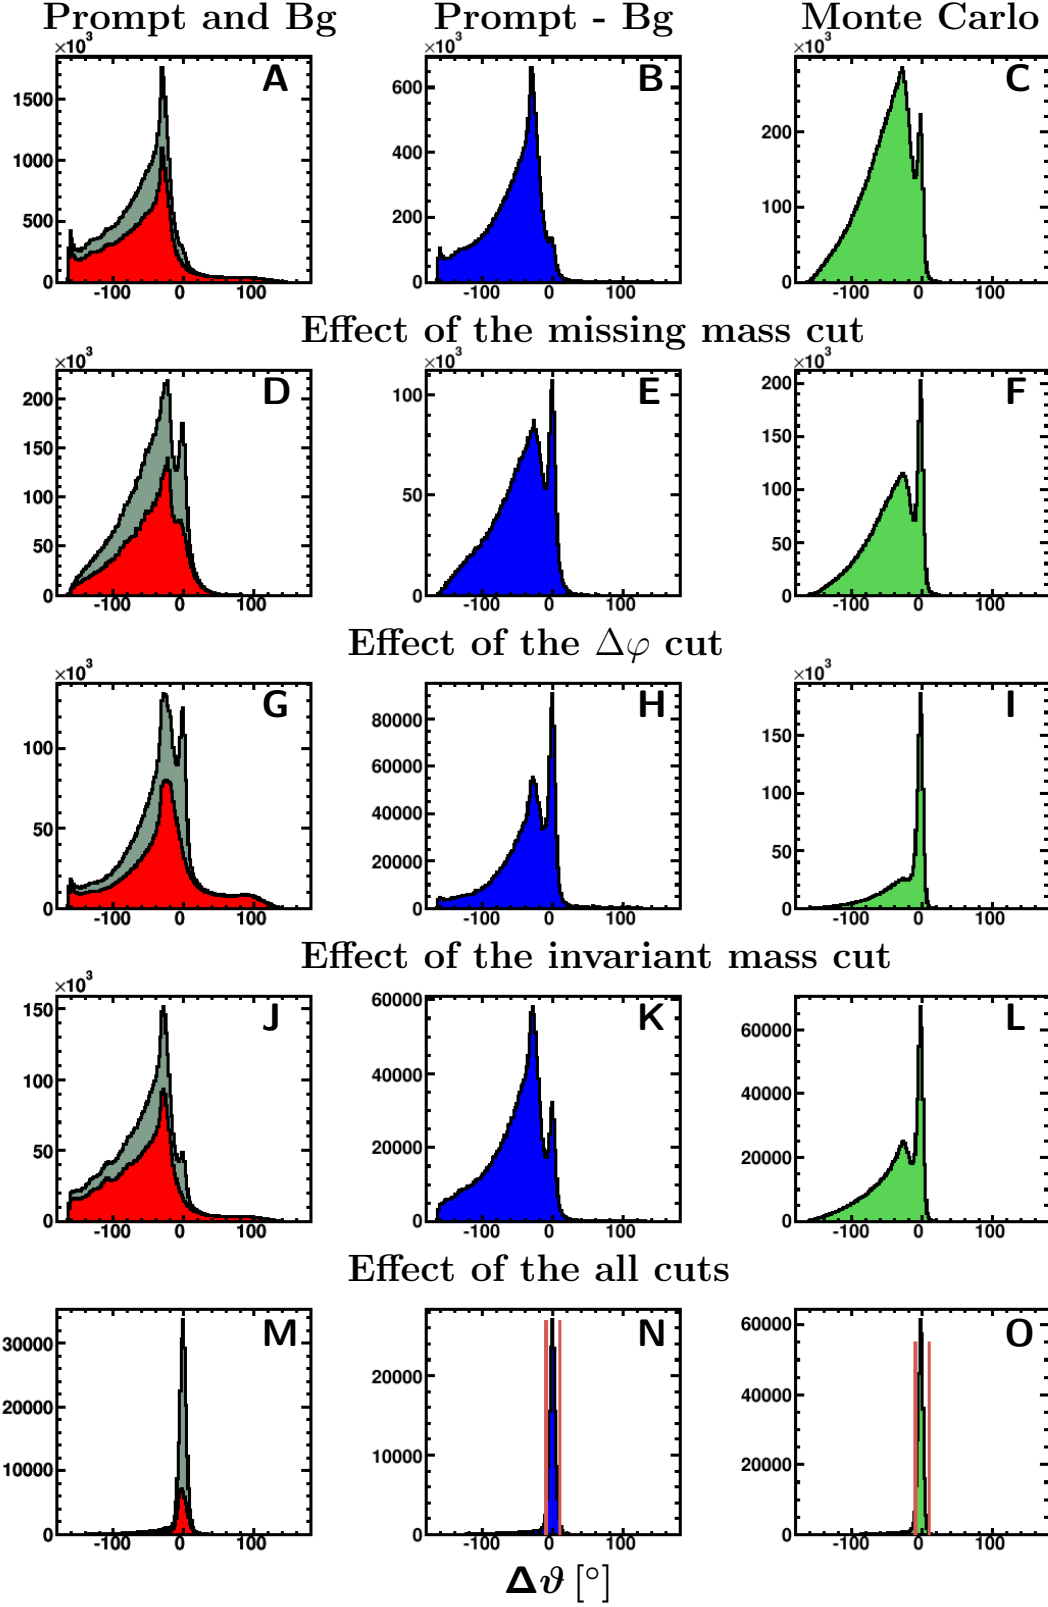 Prompt and Bg Prompt - Bg Monte Carlo
×10³ ×10³ ×10³
A B C
1500 1000 500 0 600 400 200 0 200 100 0
-100 0 100 -100 0 100 -100 0 100
Effect of the missing mass cut
×10³ ×10³ ×10³
D E F
200 150 100 50 0 100 50 0 200 150 100 50 0
-100 0 100 -100 0 100 -100 0 100
Effect of the Δφ cut
×10³ ×10³
G H I
100 50 0 80000 60000 40000 20000 0 150 100 50 0
-100 0 100 -100 0 100 -100 0 100
Effect of the invariant mass cut
×10³
J K L
150 100 50 0 60000 40000 20000 0 60000 40000 20000 0
-100 0 100 -100 0 100 -100 0 100
Effect of the all cuts
M N O
30000 20000 10000 0 20000 10000 0 60000 40000 20000 0
-100 0 100 -100 0 100 -100 0 100
Δϑ [°]